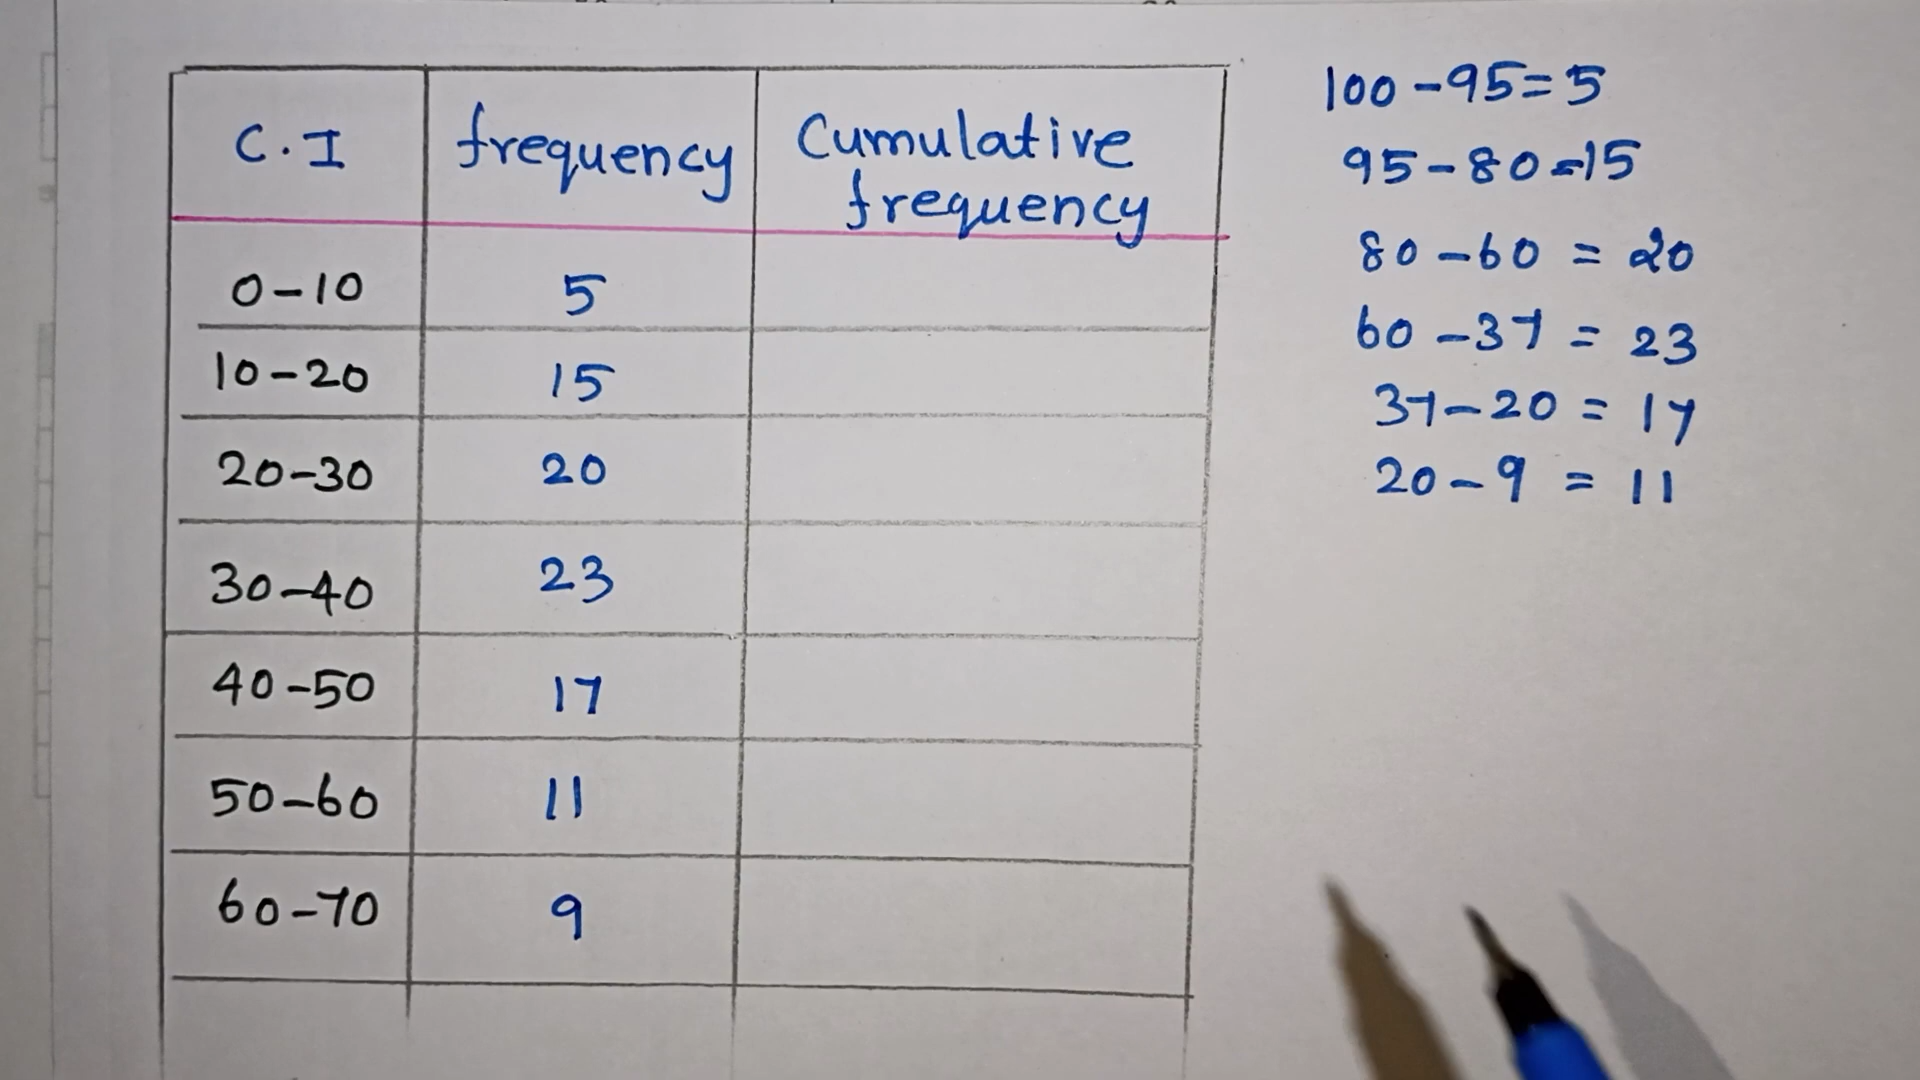 C.I frequency Cumulative frequency
0-10 5
10-20 15
20-30 20
30-40 23
40-50 17
50-60 11
60-70 9
100-95=5
95-80=15
80-60 = 20
60-37 = 23
37-20 = 17
20-9 = 11